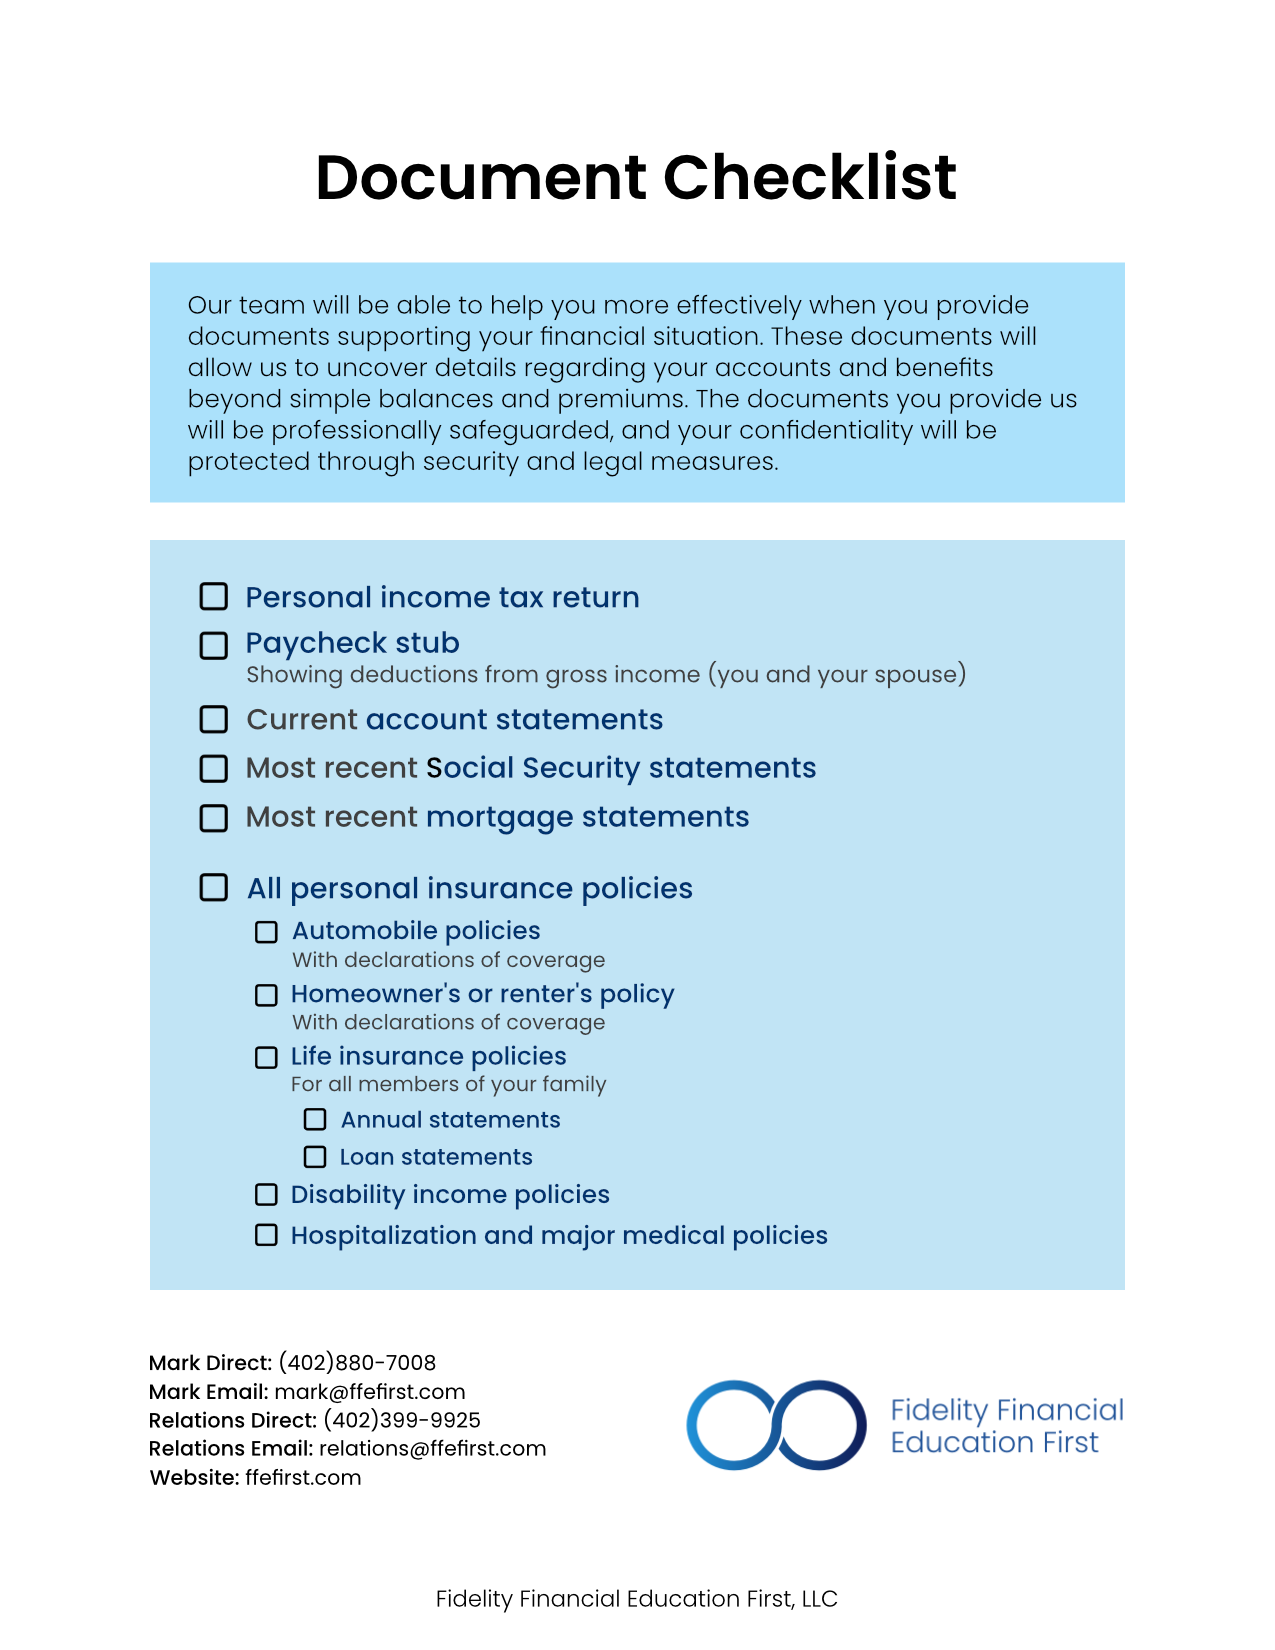 Document Checklist
Our team will be able to help you more effectively when you provide
documents supporting your financial situation. These documents will
allow us to uncover details regarding your accounts and benefits
beyond simple balances and premiums. The documents you provide us
will be professionally safeguarded, and your confidentiality will be
protected through security and legal measures.
Personal income tax return
Paycheck stub
Showing deductions from gross income (you and your spouse)
Current account statements
Most recent Social Security statements
Most recent mortgage statements
All personal insurance policies
Automobile policies
With declarations of coverage
Homeowner's or renter's policy
With declarations of coverage
Life insurance policies
For all members of your family
Annual statements
Loan statements
Disability income policies
Hospitalization and major medical policies
Mark Direct: (402)880-7008
Mark Email: mark@ffefirst.com
Relations Direct: (402)399-9925
Relations Email: relations@ffefirst.com
Website: ffefirst.com
Fidelity Financial
Education First
Fidelity Financial Education First, LLC